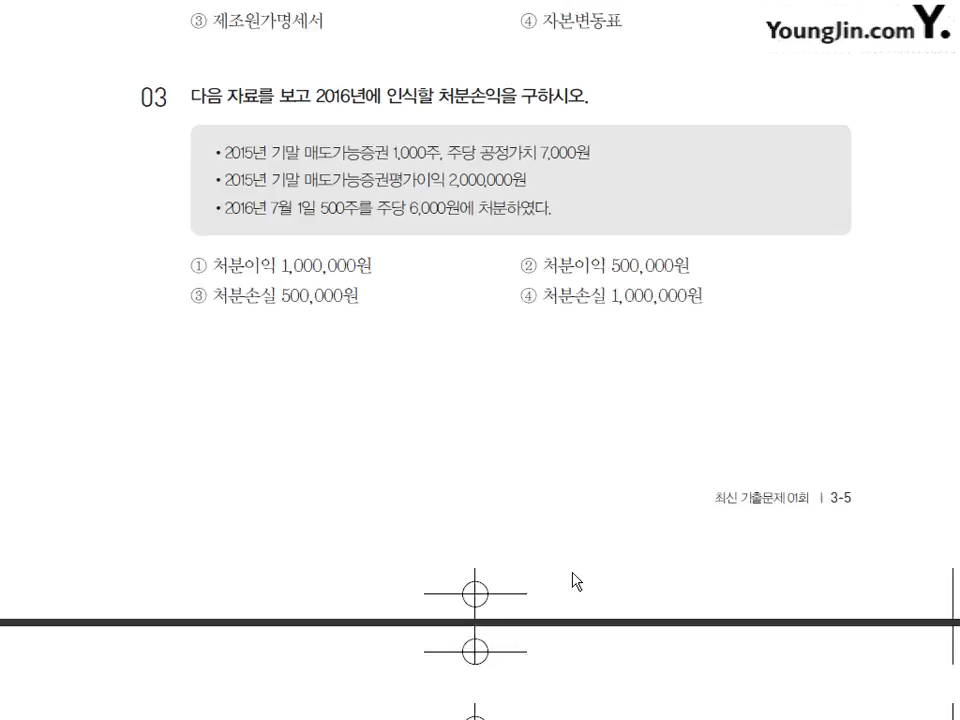 ③ 제조원가명세서 ④ 자본변동표
YoungJin.com Y.
03 다음 자료를 보고 2016년에 인식할 처분손익을 구하시오.
• 2015년 기말 매도가능증권 1,000주, 주당 공정가치 7,000원
• 2015년 기말 매도가능증권평가이익 2,000,000원
• 2016년 7월 1일 500주를 주당 6,000원에 처분하였다.
① 처분이익 1,000,000원 ② 처분이익 500,000원
③ 처분손실 500,000원 ④ 처분손실 1,000,000원
최신 기출문제 01회 | 3-5